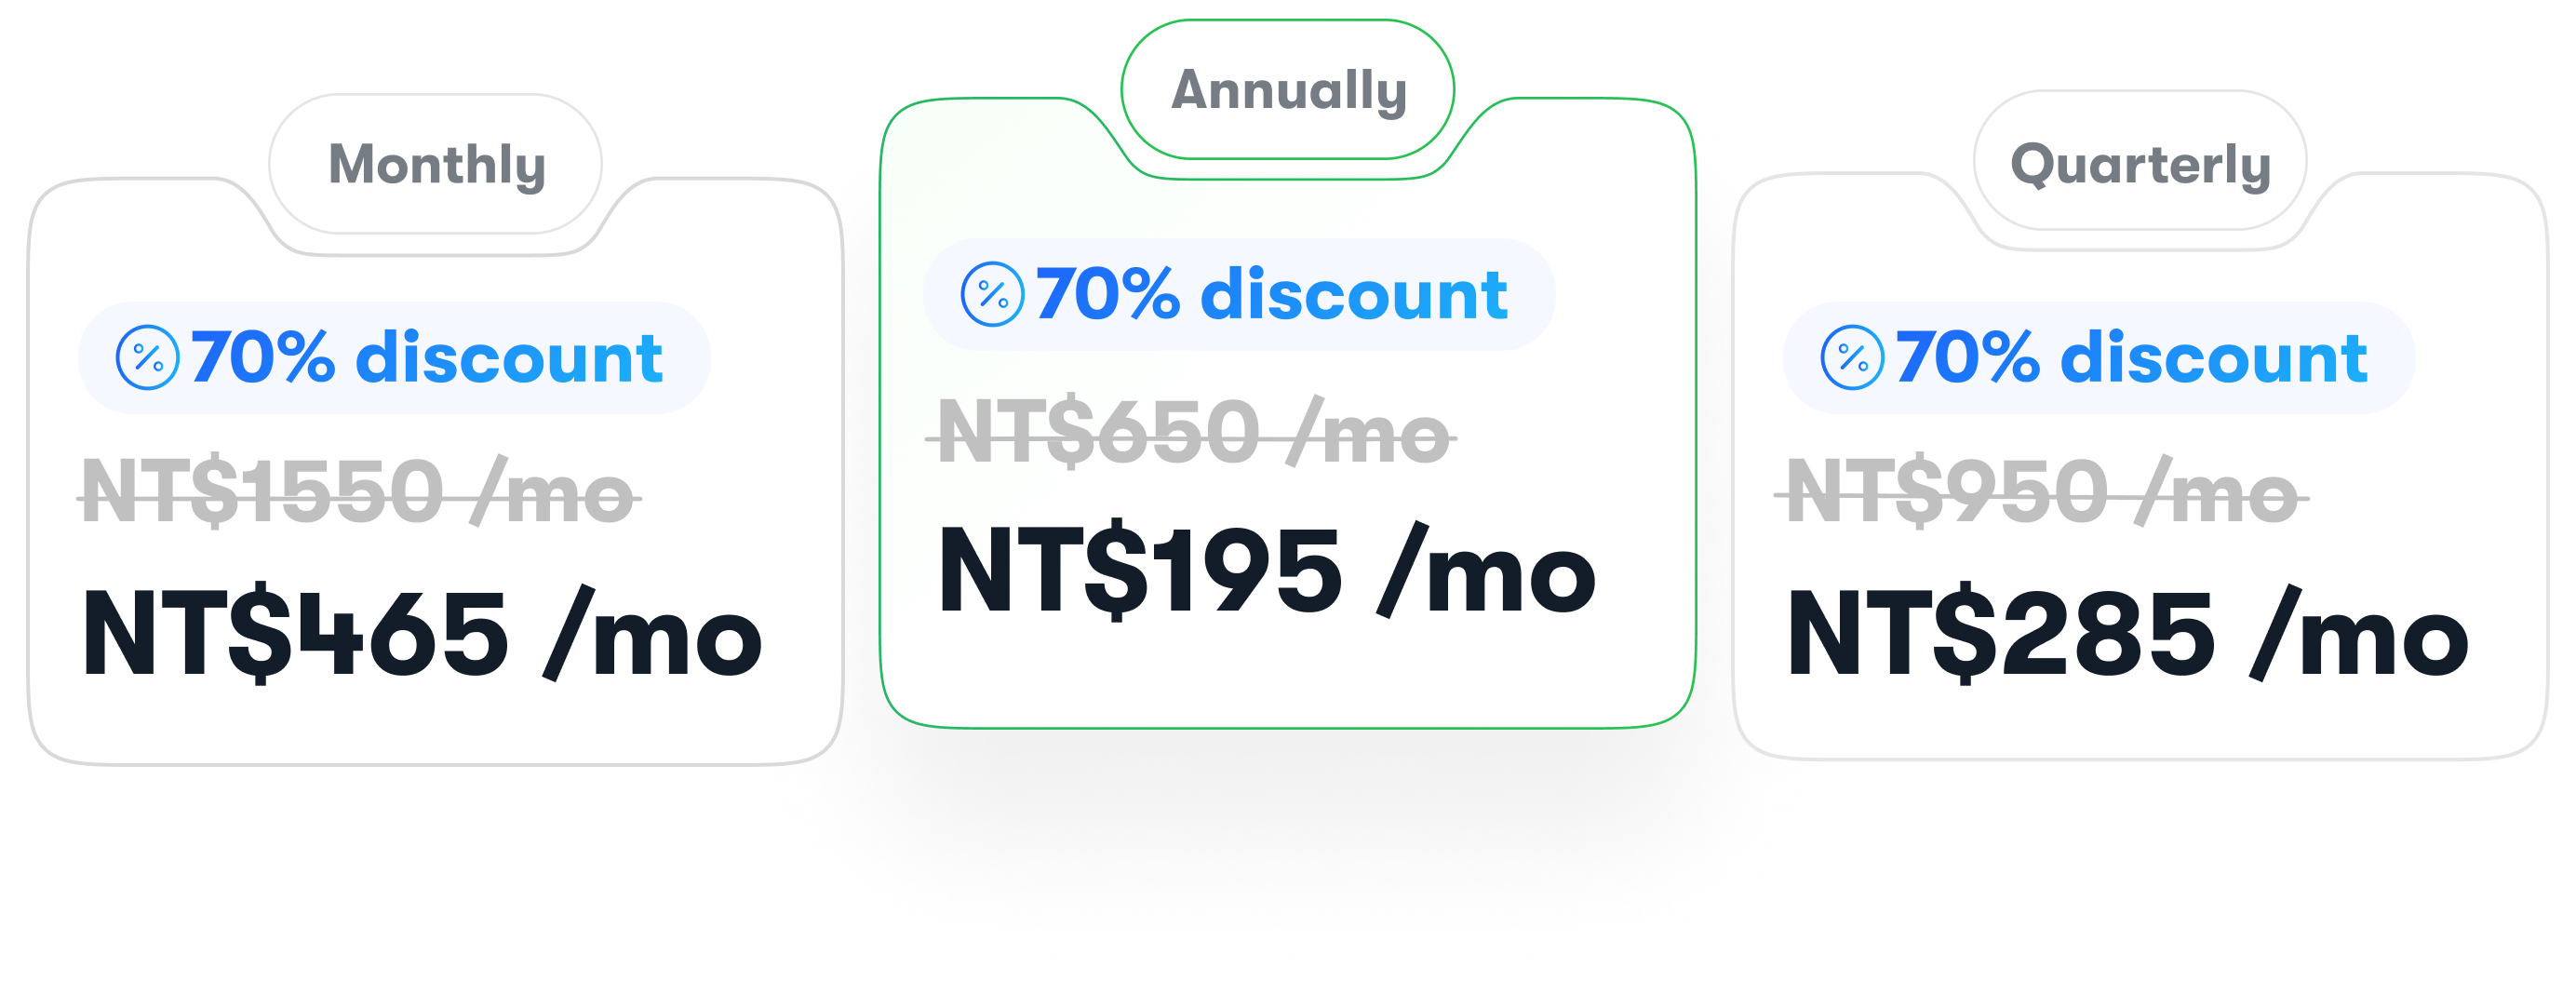 Monthly
70% discount
NT$1550 /mo
NT$465 /mo
Annually
70% discount
NT$650 /mo
NT$195 /mo
Quarterly
70% discount
NT$950 /mo
NT$285 /mo